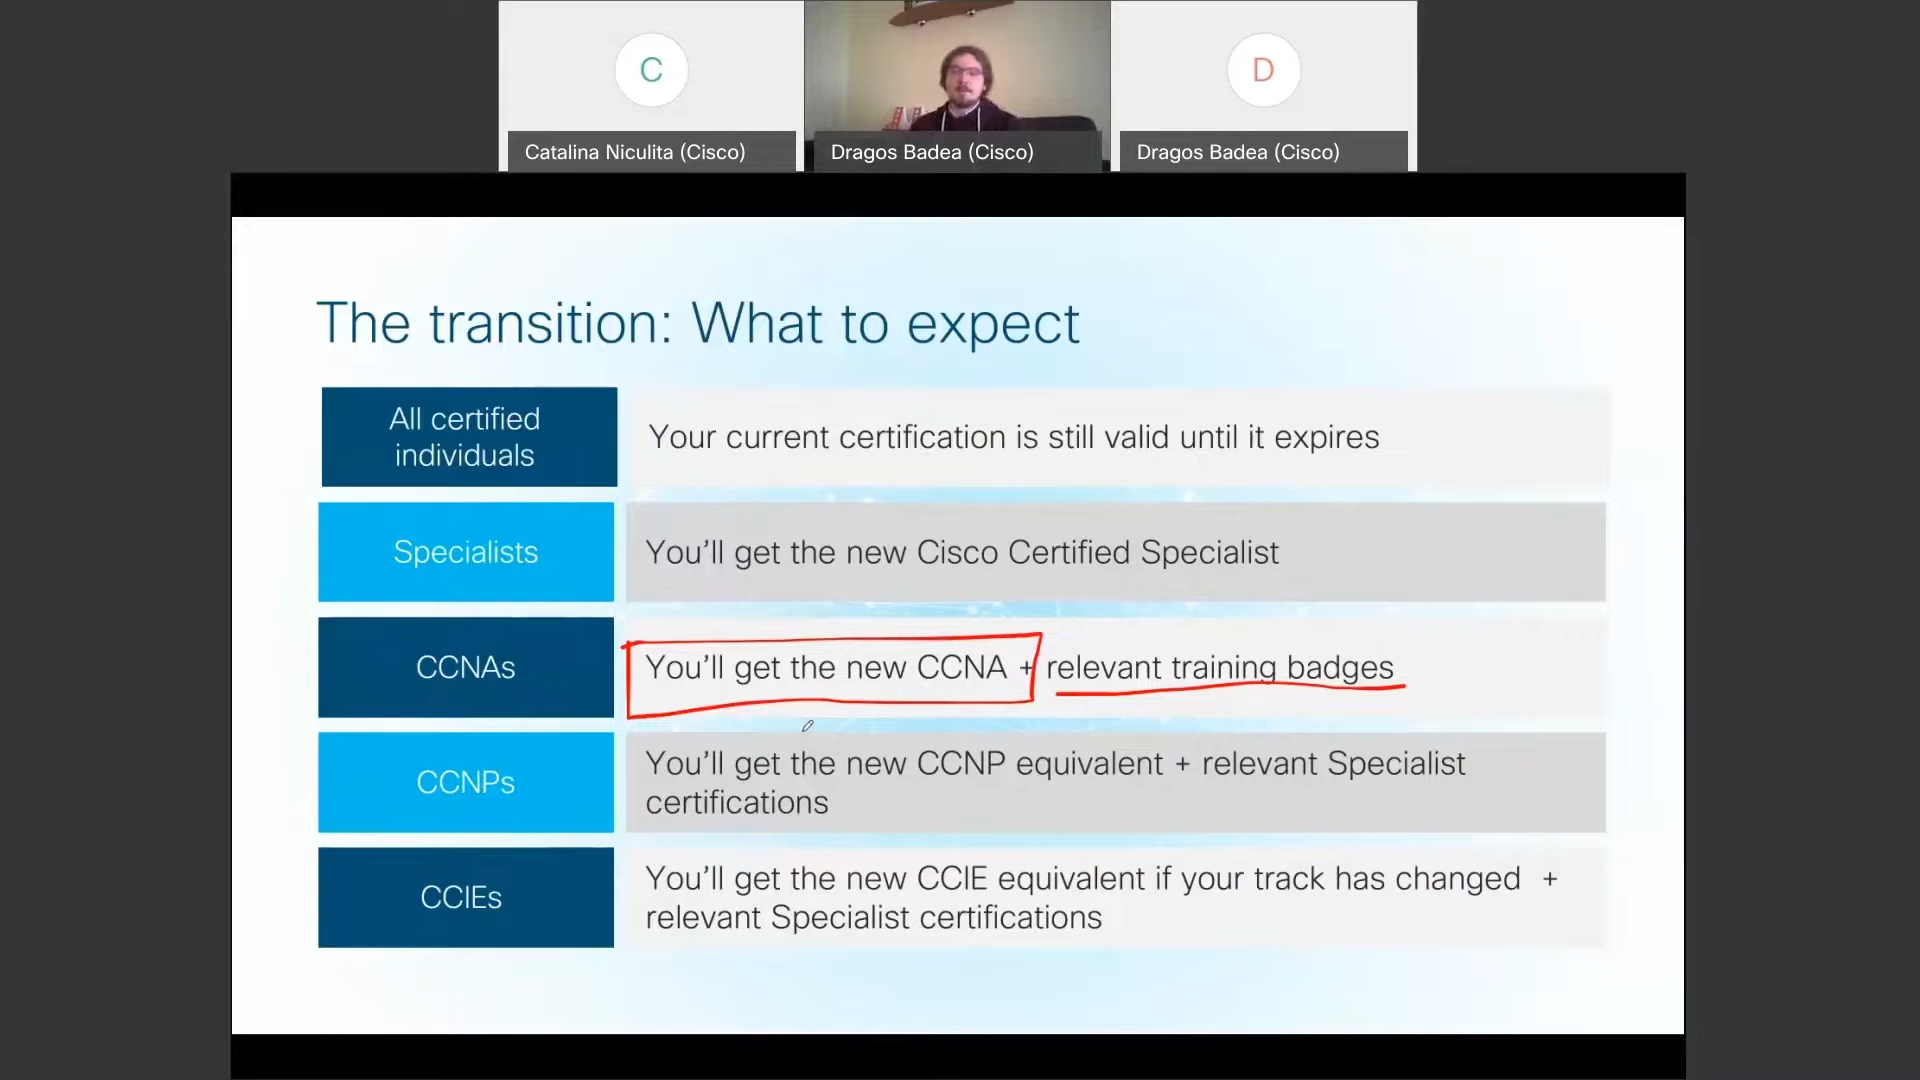 C
D
Catalina Niculita (Cisco)
Dragos Badea (Cisco)
Dragos Badea (Cisco)
The transition: What to expect
All certified
individuals
Your current certification is still valid until it expires
Specialists
You’ll get the new Cisco Certified Specialist
CCNAs
You’ll get the new CCNA + relevant training badges
CCNPs
You’ll get the new CCNP equivalent + relevant Specialist
certifications
CCIEs
You’ll get the new CCIE equivalent if your track has changed +
relevant Specialist certifications